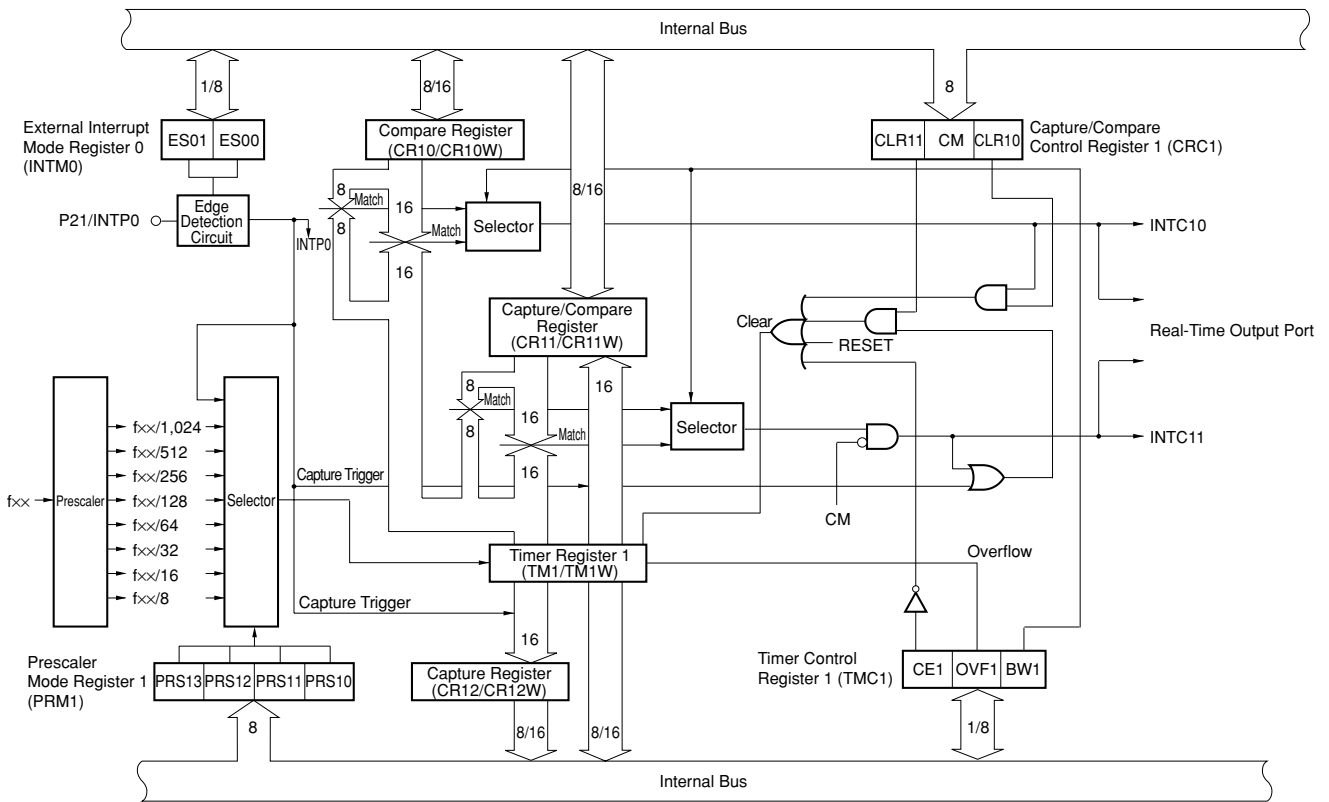 Internal Bus
1/8
8/16
8
External Interrupt
Mode Register 0
(INTM0)
ES01 ES00
Compare Register
(CR10/CR10W)
CLR11 CM CLR10
Capture/Compare
Control Register 1 (CRC1)
8/16
8
Match
16
P21/INTP0
Edge
Detection
Circuit
INTP0
8
Match
Selector
INTC10
16
Capture/Compare
Register
(CR11/CR11W)
Clear
RESET
Real-Time Output Port
8
Match
16
16
8
Match
Selector
INTC11
16
CM
fxx
Prescaler
fxx/1,024
fxx/512
fxx/256
fxx/128
fxx/64
fxx/32
fxx/16
fxx/8
Selector
Capture Trigger
Timer Register 1
(TM1/TM1W)
Overflow
Capture Trigger
16
Prescaler
Mode Register 1
(PRM1)
PRS13 PRS12 PRS11 PRS10
Capture Register
(CR12/CR12W)
Timer Control
Register 1 (TMC1)
CE1 OVF1 BW1
8
8/16
8/16
1/8
Internal Bus